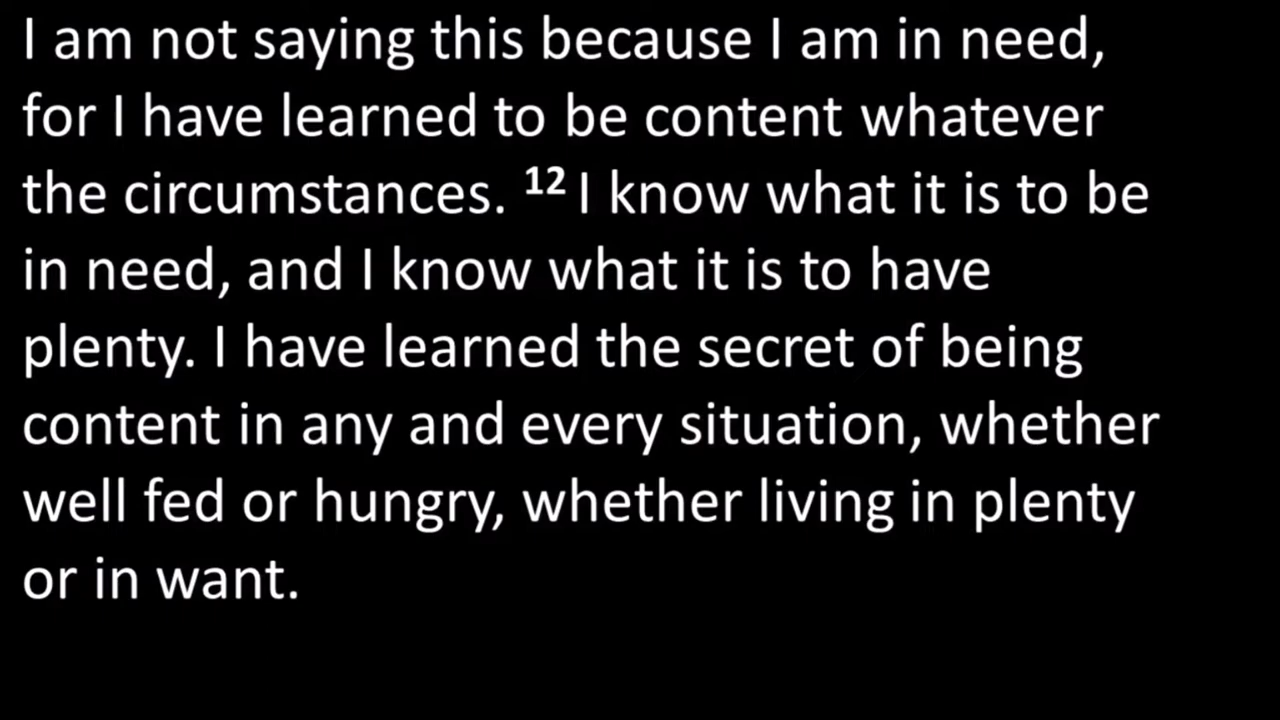 I am not saying this because I am in need,
for I have learned to be content whatever
the circumstances. 12 I know what it is to be
in need, and I know what it is to have
plenty. I have learned the secret of being
content in any and every situation, whether
well fed or hungry, whether living in plenty
or in want.